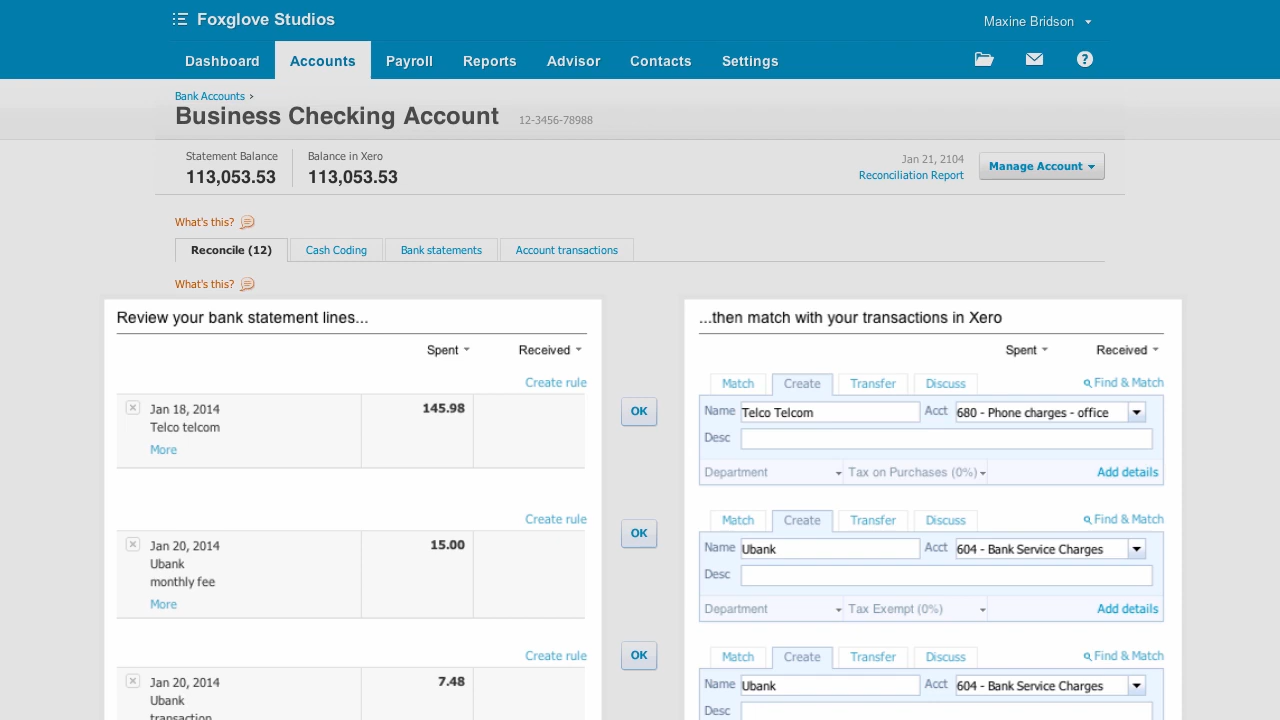 Foxglove Studios
Maxine Bridson
Dashboard Accounts Payroll Reports Advisor Contacts Settings
?
Bank Accounts >
Business Checking Account 12-3456-78988
Statement Balance Balance in Xero
113,053.53 113,053.53
Jan 21, 2104
Reconciliation Report
Manage Account
What's this?
Reconcile (12) Cash Coding Bank statements Account transactions
What's this?
Review your bank statement lines...
Spent Received
Create rule
Jan 18, 2014 145.98
Telco telcom
More
Create rule
Jan 20, 2014 15.00
Ubank
monthly fee
More
Create rule
Jan 20, 2014 7.48
Ubank
transaction
OK
OK
OK
...then match with your transactions in Xero
Spent Received
Match Create Transfer Discuss Find & Match
Name Telco Telcom Acct 680 - Phone charges - office
Desc
Department Tax on Purchases (0%) Add details
Match Create Transfer Discuss Find & Match
Name Ubank Acct 604 - Bank Service Charges
Desc
Department Tax Exempt (0%) Add details
Match Create Transfer Discuss Find & Match
Name Ubank Acct 604 - Bank Service Charges
Desc